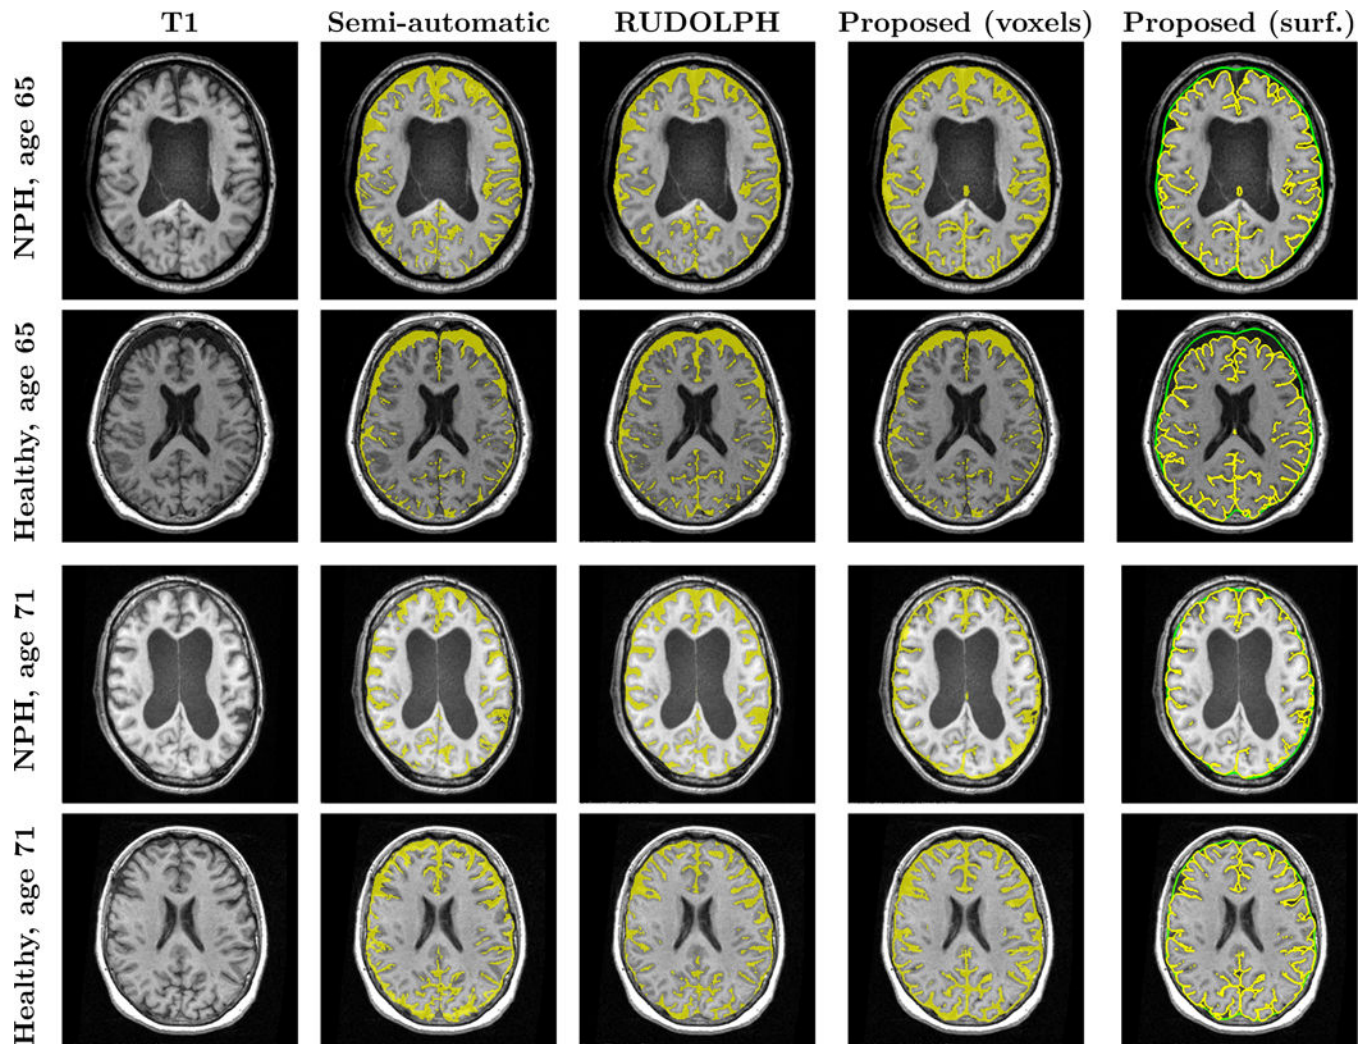 T1 Semi-automatic RUDOLPH Proposed (voxels) Proposed (surf.)
NPH, age 65
Healthy, age 65
NPH, age 71
Healthy, age 71